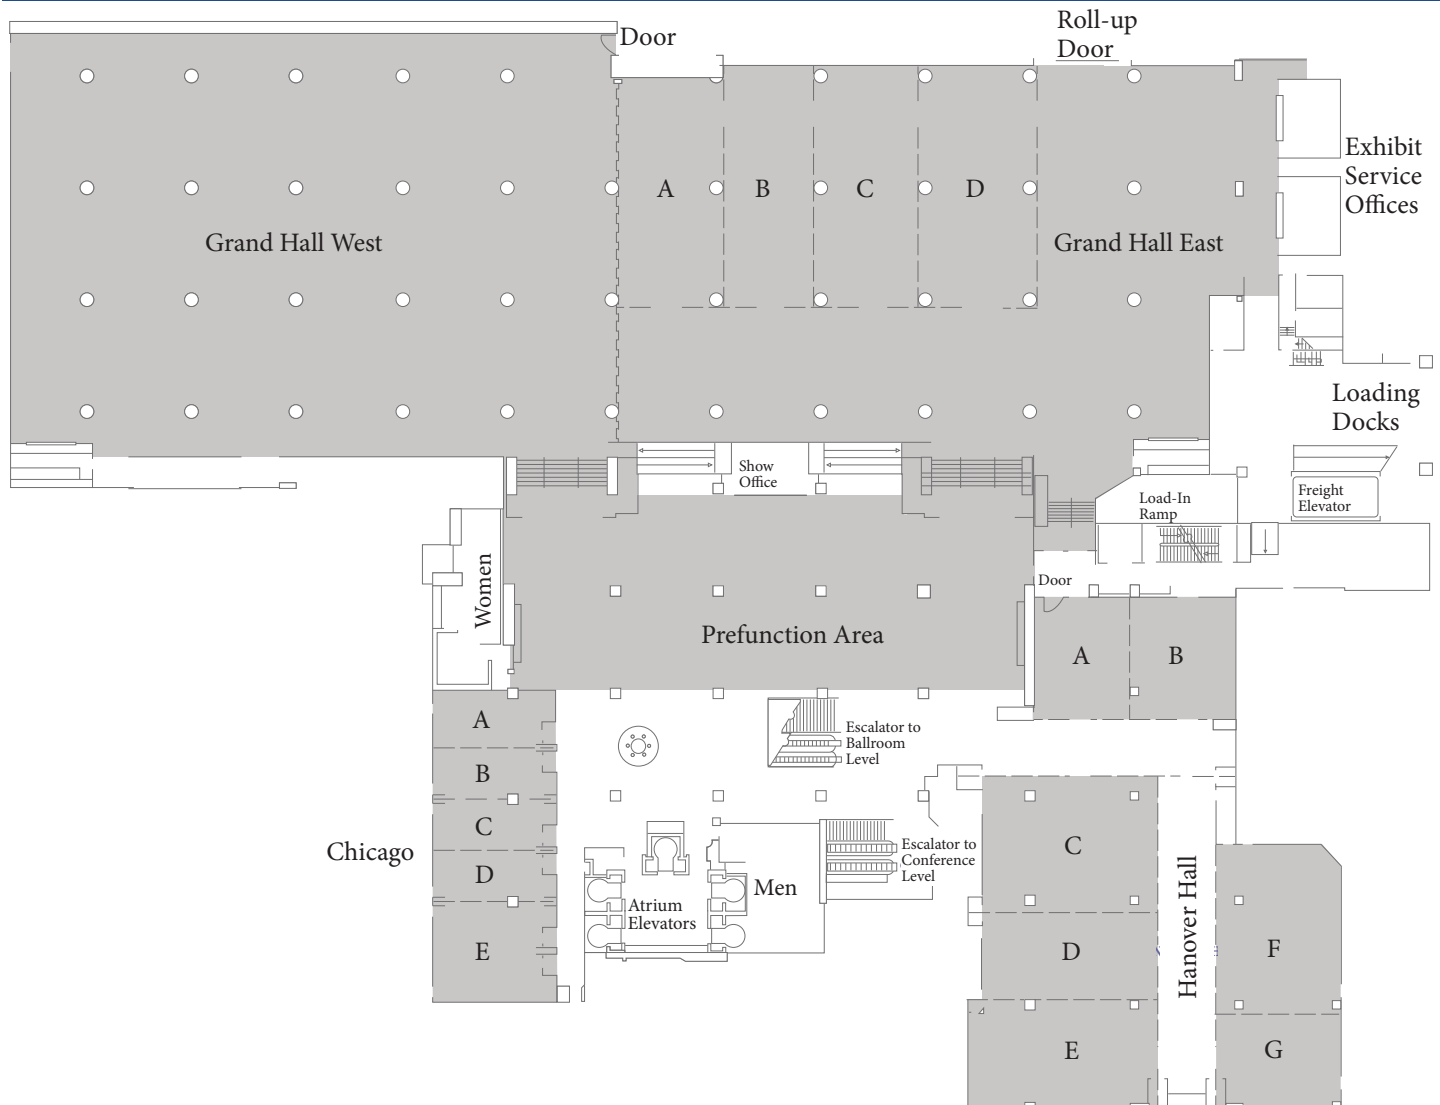 Door
Roll-up
Door
Exhibit
Service
Offices
A
B
C
D
Grand Hall West
Grand Hall East
Loading
Docks
Show
Office
Load-In
Ramp
Freight
Elevator
Women
Door
Prefunction Area
A
B
A
B
C
D
E
Chicago
Escalator to
Ballroom
Level
Escalator to
Conference
Level
Men
Atrium
Elevators
C
D
E
Hanover Hall
F
G